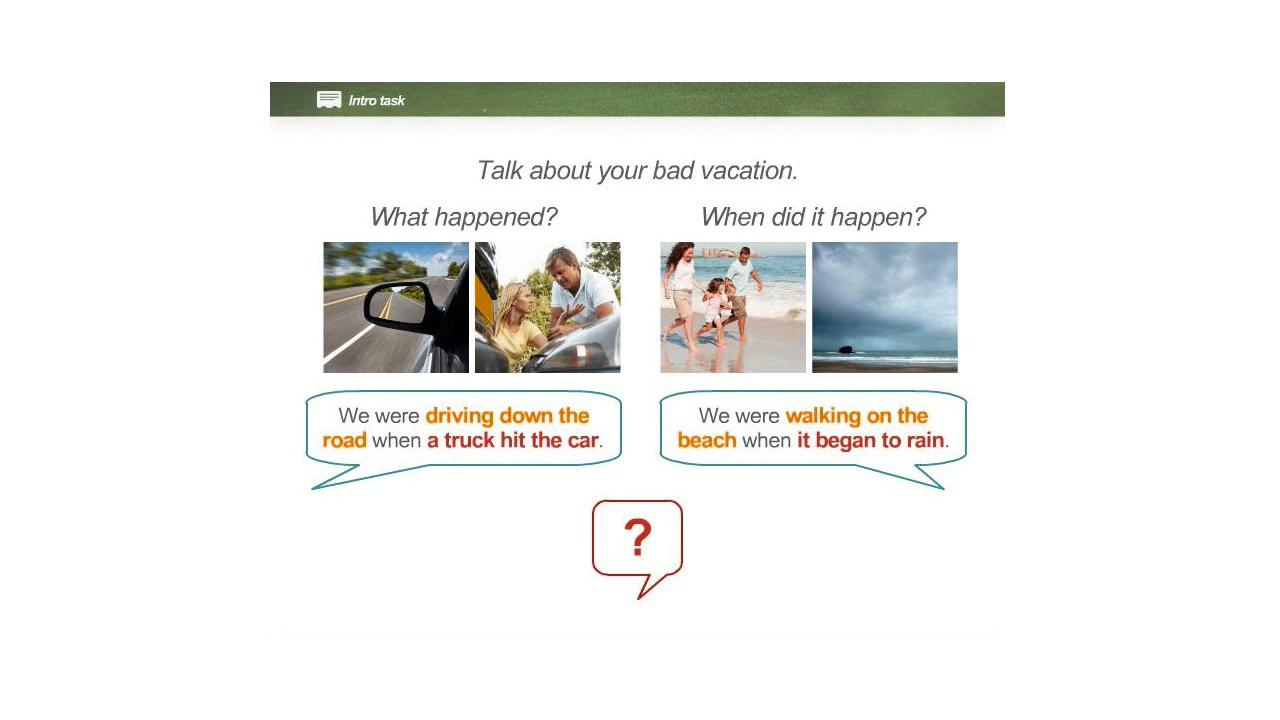 Intro task
Talk about your bad vacation.
What happened?
When did it happen?
We were driving down the
road when a truck hit the car.
We were walking on the
beach when it began to rain.
?